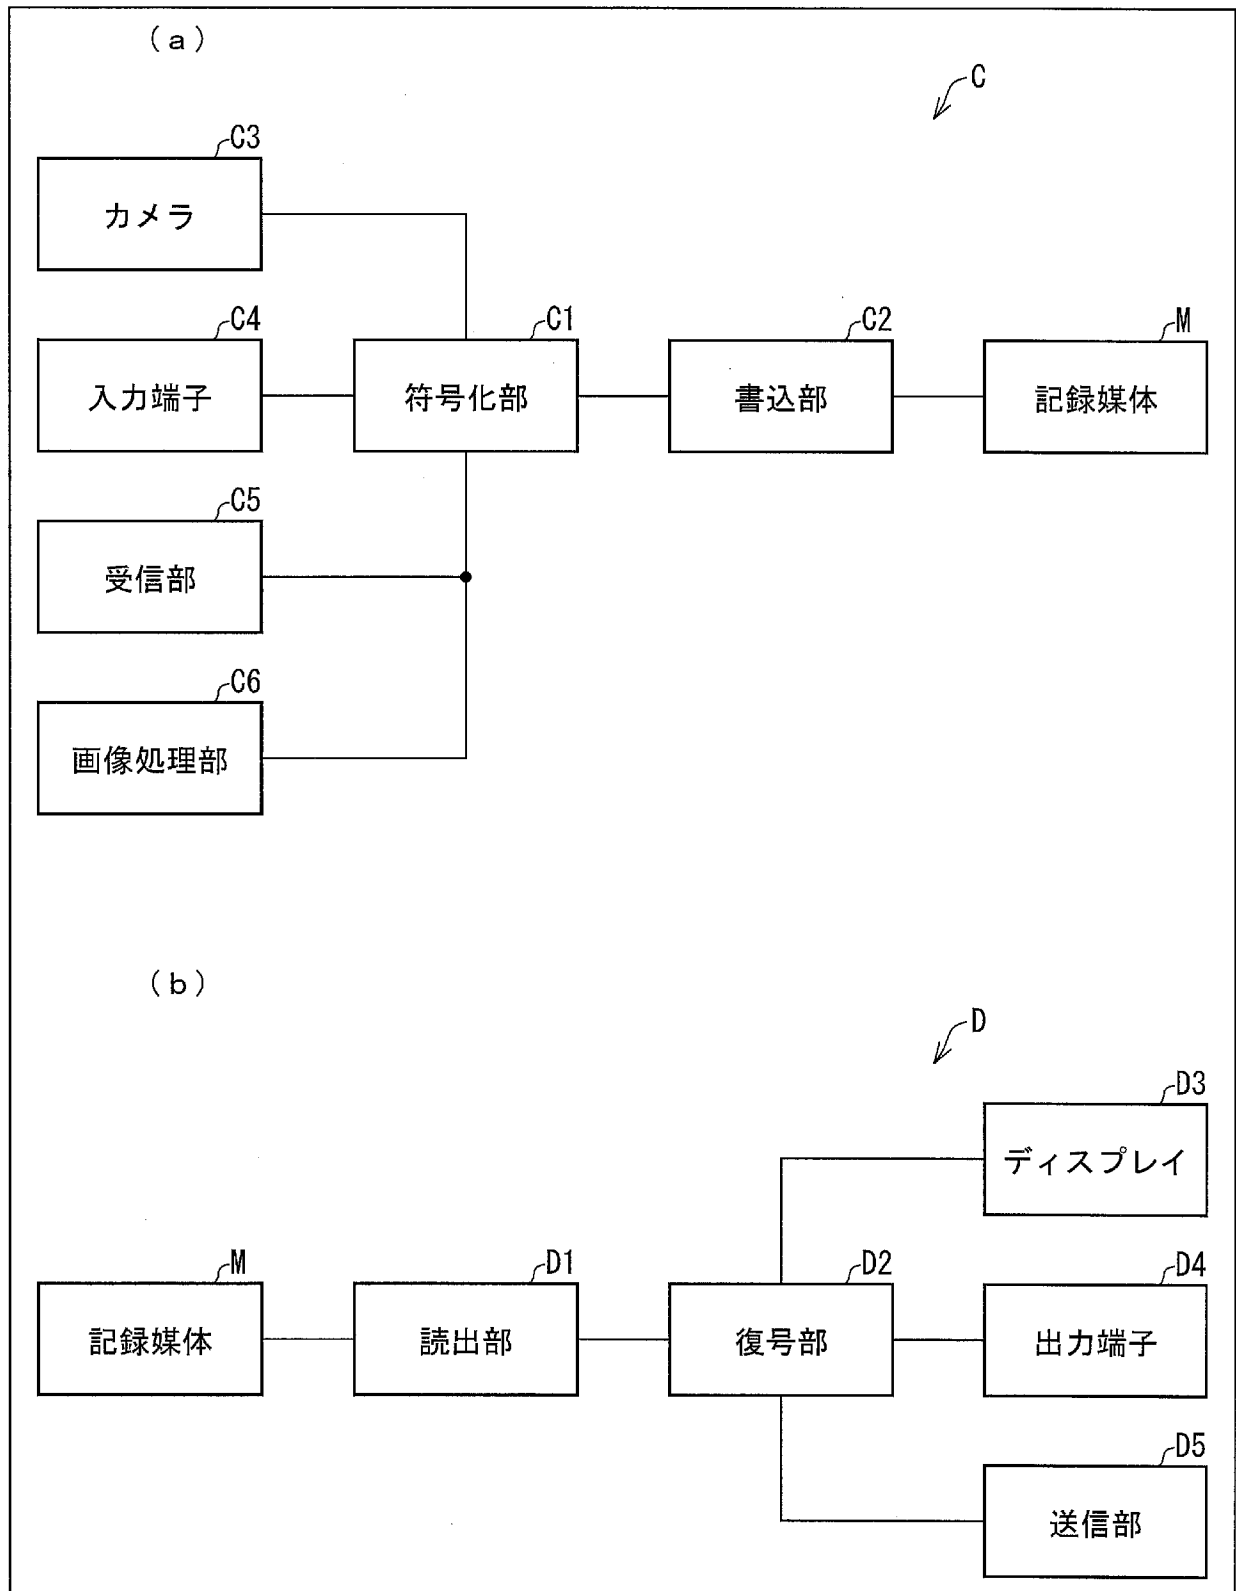 (a)
C
C3
カメラ
C4
入力端子
C1
符号化部
C2
書込部
M
記録媒体
C5
受信部
C6
画像処理部
(b)
D
D3
ディスプレイ
M
記録媒体
D1
読出部
D2
復号部
D4
出力端子
D5
送信部